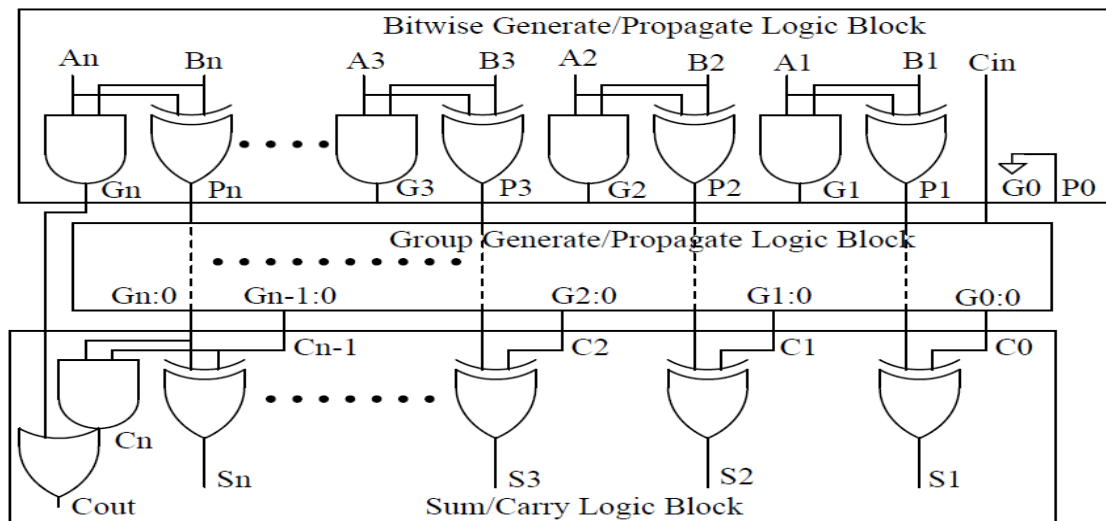 Bitwise Generate/Propagate Logic Block
An Bn A3 B3 A2 B2 A1 B1 Cin
Gn Pn G3 P3 G2 P2 G1 P1 G0 P0
Group Generate/Propagate Logic Block
Gn:0 Gn-1:0 G2:0 G1:0 G0:0
Cn-1 C2 C1 C0
Cn
Sn S3 S2 S1
Cout
Sum/Carry Logic Block